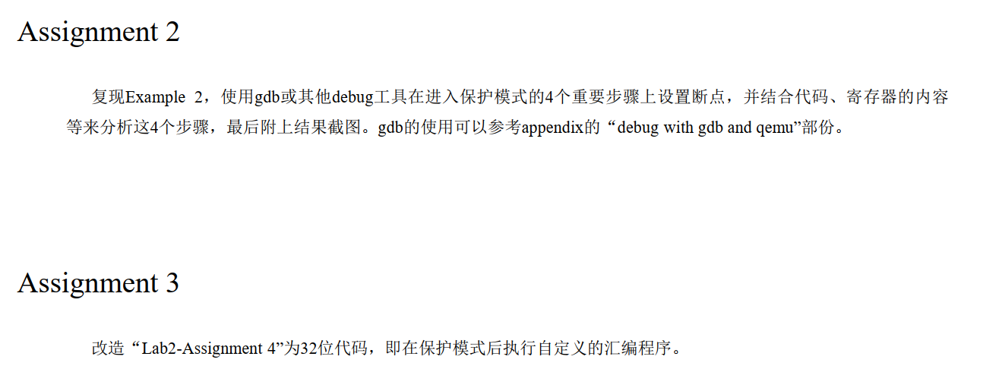 Assignment 2
复现Example 2，使用gdb或其他debug工具在进入保护模式的4个重要步骤上设置断点，并结合代码、寄存器的内容
等来分析这4个步骤，最后附上结果截图。gdb的使用可以参考appendix的“debug with gdb and qemu”部份。
Assignment 3
改造“Lab2-Assignment 4”为32位代码，即在保护模式后执行自定义的汇编程序。